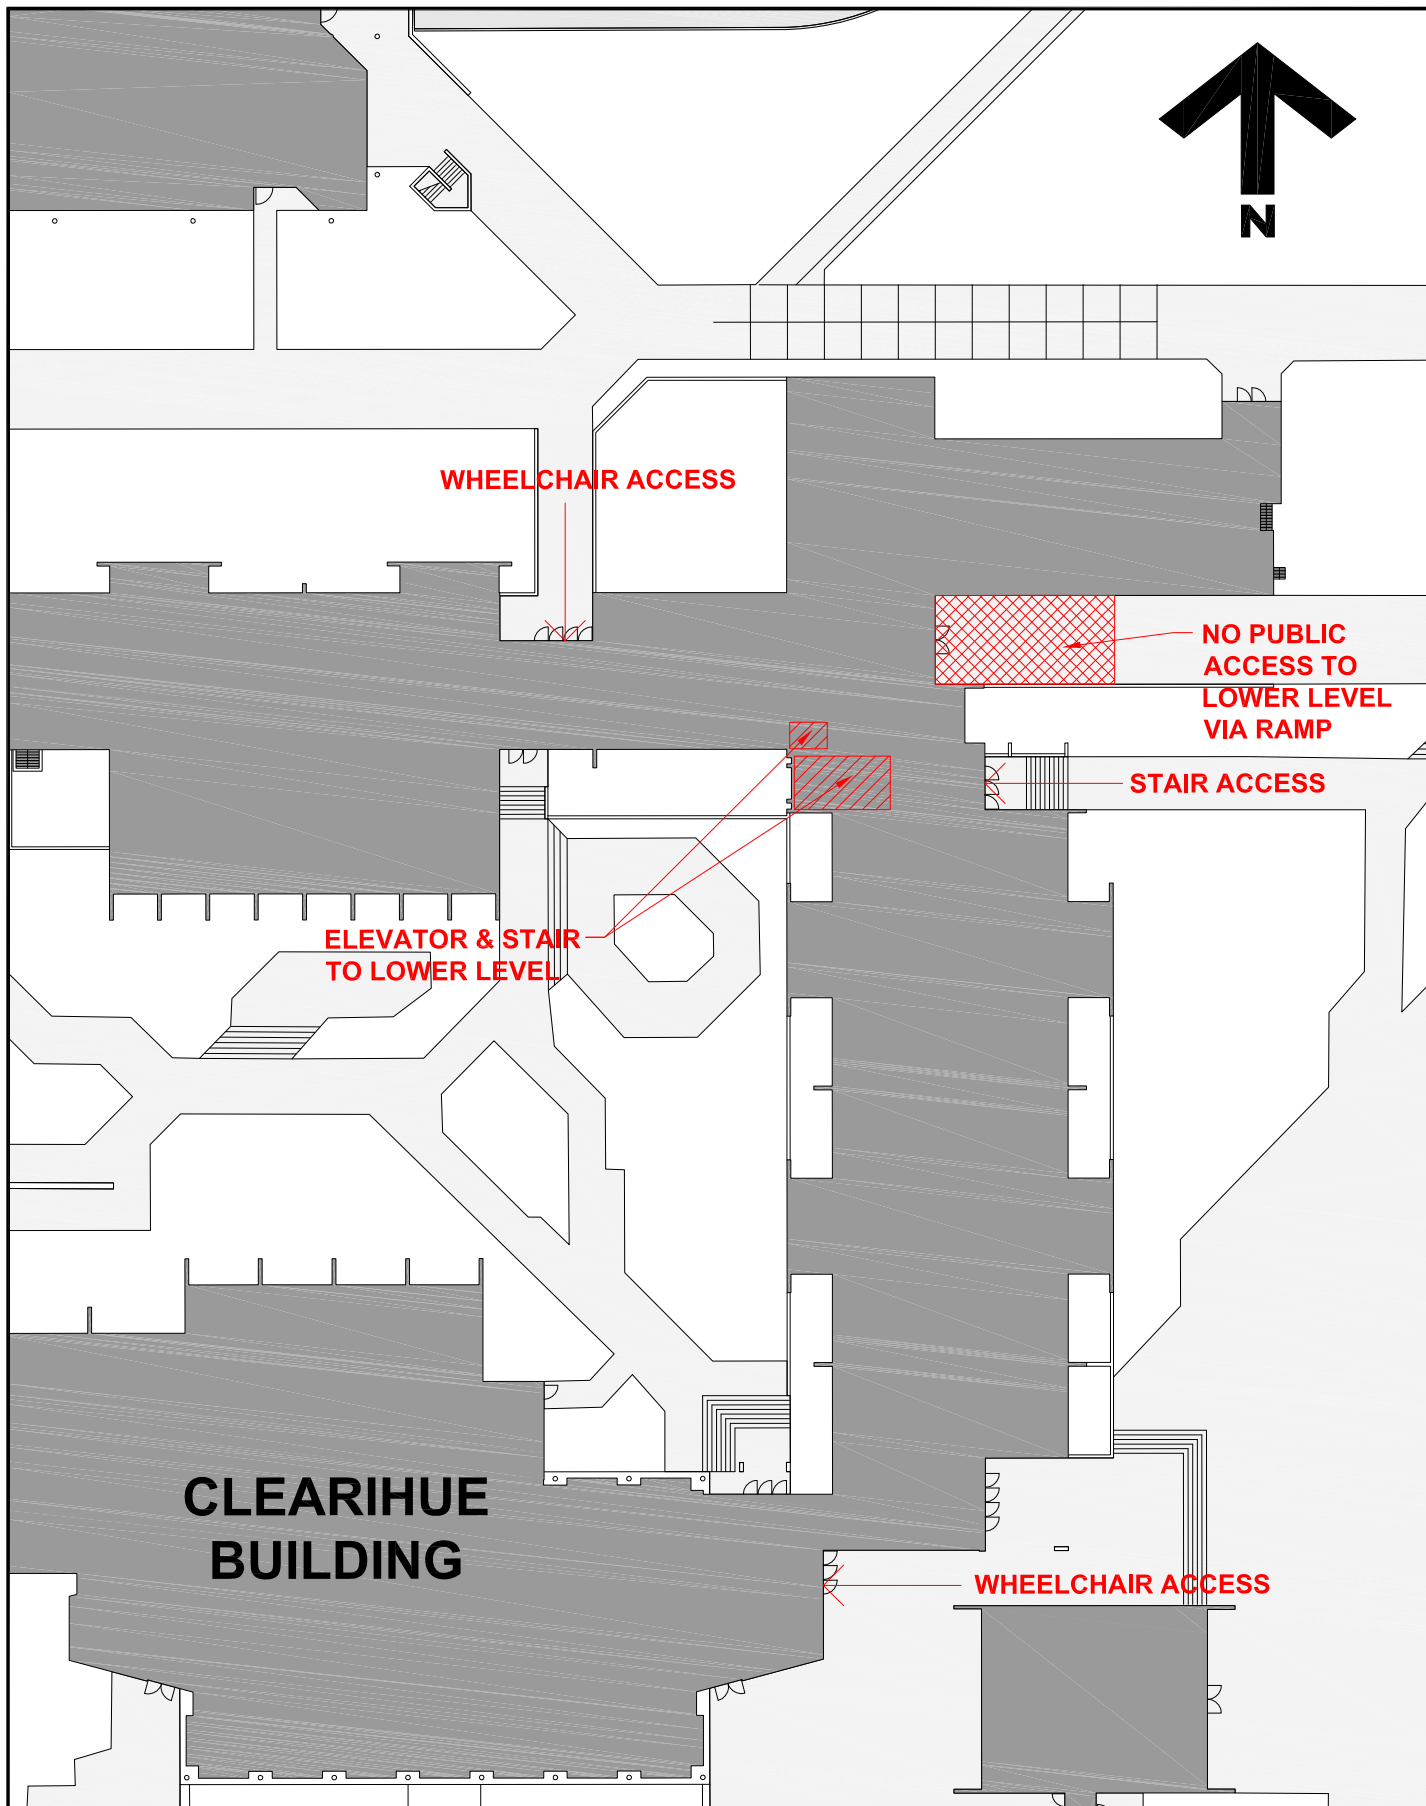 N
WHEELCHAIR ACCESS
NO PUBLIC
ACCESS TO
LOWER LEVEL
VIA RAMP
STAIR ACCESS
ELEVATOR & STAIR
TO LOWER LEVEL
CLEARIHUE
BUILDING
WHEELCHAIR ACCESS